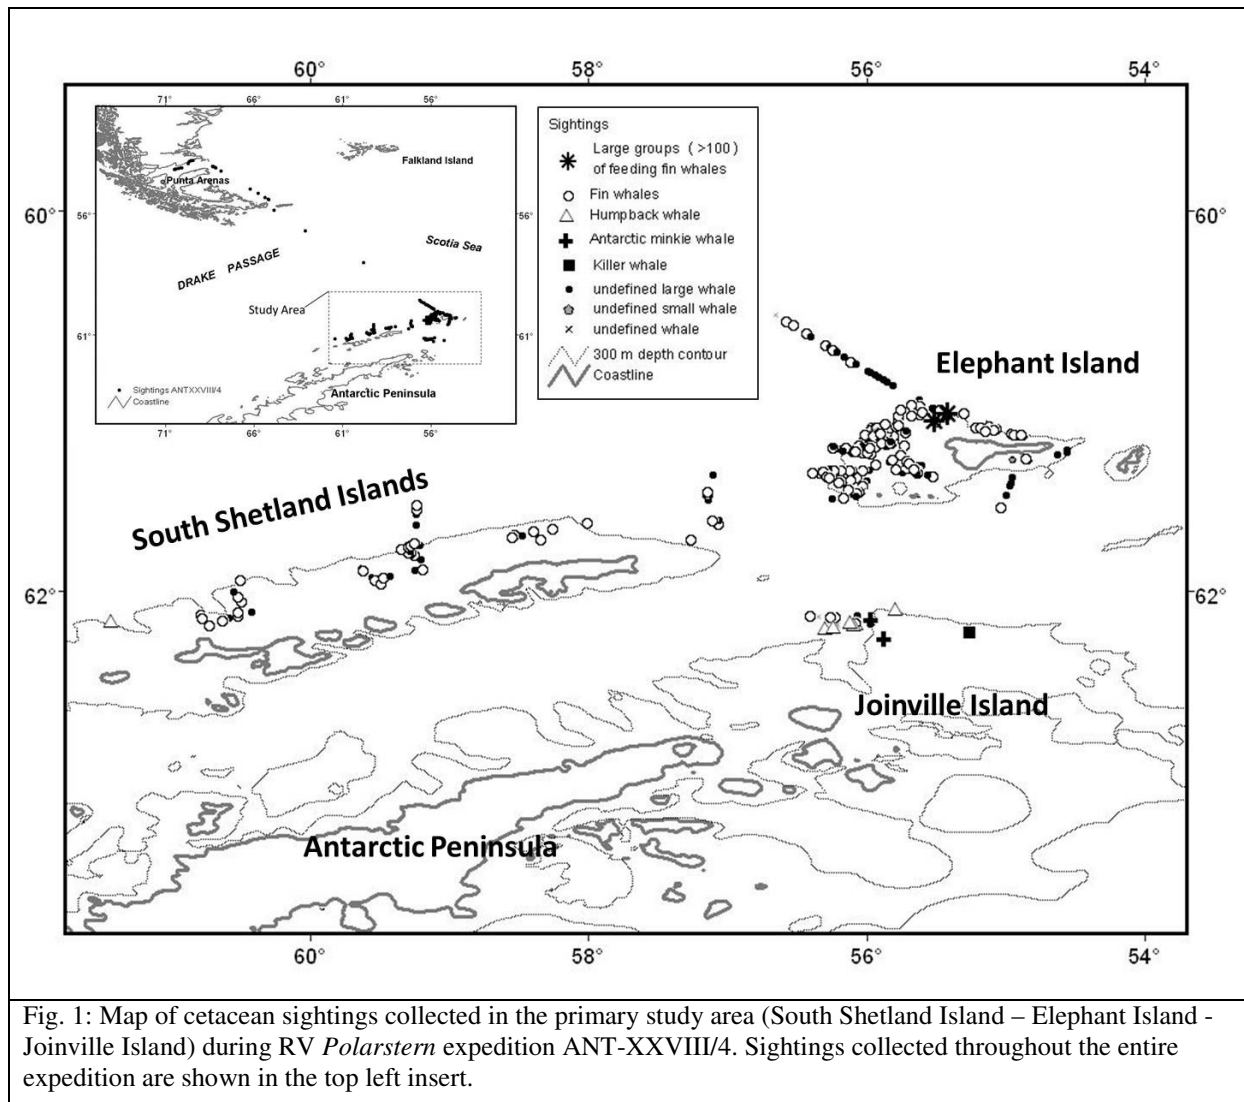 60°
58°
56°
54°
71°
66°
61°
56°
Falkland Island
Punta Arenas
56°
56°
Scotia Sea
DRAKE PASSAGE
Study Area
61°
61°
Sightings ANTXXVIII/4
Coastline
Antarctic Peninsula
71°
66°
61°
56°
Sightings
Large groups (>100)
of feeding fin whales
Fin whales
Humpback whale
Antarctic minkie whale
Killer whale
undefined large whale
undefined small whale
undefined whale
300 m depth contour
Coastline
60°
60°
Elephant Island
South Shetland Islands
62°
62°
Joinville Island
Antarctic Peninsula
60°
58°
56°
54°
Fig. 1: Map of cetacean sightings collected in the primary study area (South Shetland Island – Elephant Island -
Joinville Island) during RV Polarstern expedition ANT-XXVIII/4. Sightings collected throughout the entire
expedition are shown in the top left insert.